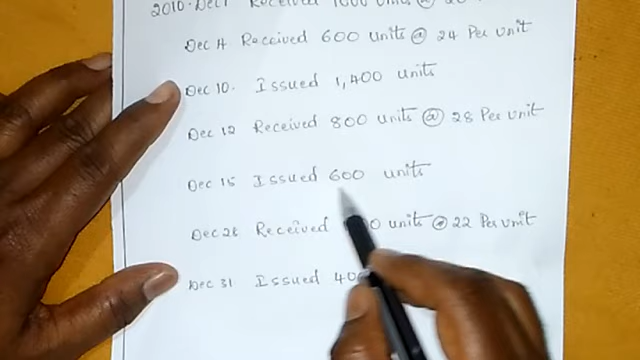 2010. Dec 1 Received 1000 units @
Dec 4 Received 600 units @ 24 Per unit
Dec 10. Issued 1,400 units
Dec 12 Received 800 units @ 28 Per unit
Dec 15 Issued 600 units
Dec 28 Received units @ 22 Per unit
Dec 31 Issued